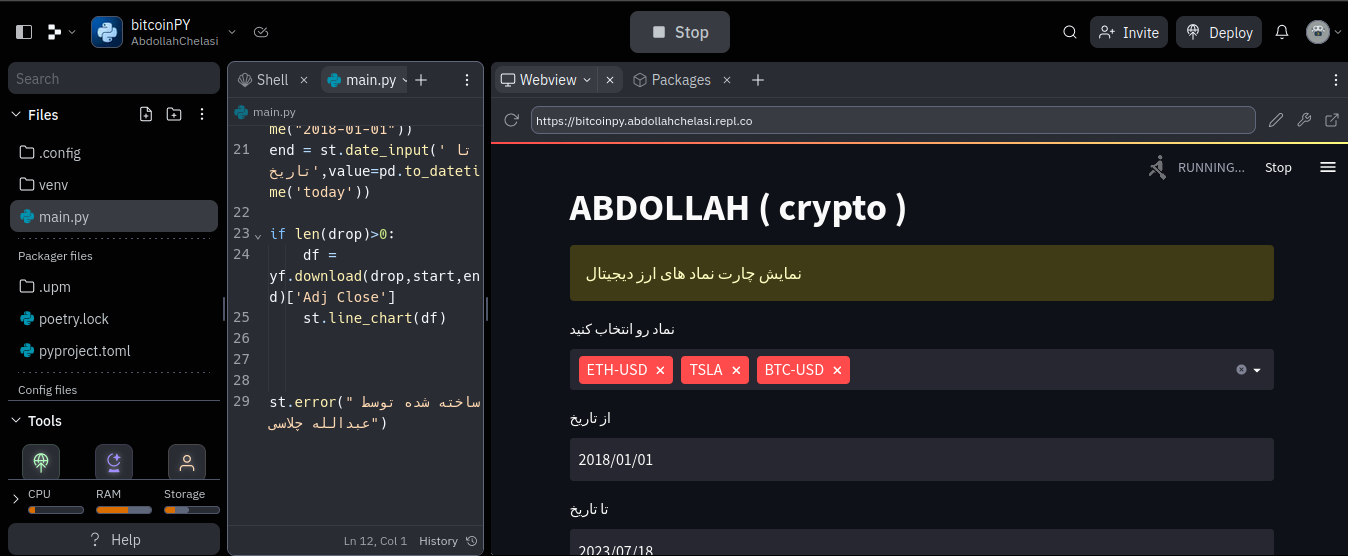 bitcoinPY
AbdollahChelasi
Stop
Invite
Deploy
Search
Files
.config
venv
main.py
Packager files
.upm
poetry.lock
pyproject.toml
Config files
Tools
CPU
RAM
Storage
Help
Shell
main.py
main.py
me("2018-01-01"))
21
end = st.date_input(' تا
تاریخ',value=pd.to_dateti
me('today'))
22
23
if len(drop)>0:
24
df =
yf.download(drop,start,en
d)['Adj Close']
25
st.line_chart(df)
26
27
28
29
st.error(" ساخته شده توسط
عبدالله چلاسی")
Ln 12, Col 1
History
Webview
Packages
https://bitcoinpy.abdollahchelasi.repl.co
RUNNING...
Stop
ABDOLLAH ( crypto )
نمایش چارت نماد های ارز دیجیتال
نماد رو انتخاب کنید
ETH-USD
TSLA
BTC-USD
از تاریخ
2018/01/01
تا تاریخ
2023/07/18